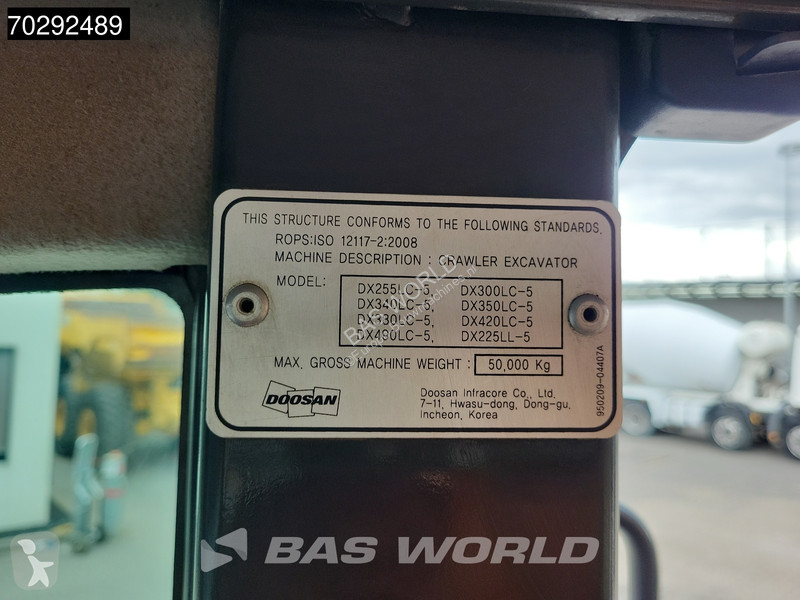 70292489
THIS STRUCTURE CONFORMS TO THE FOLLOWING STANDARDS.
ROPS:ISO 12117-2:2008
MACHINE DESCRIPTION : CRAWLER EXCAVATOR
MODEL:
DX255LC-5, DX300LC-5
DX340LC-5, DX350LC-5
DX380LC-5, DX420LC-5
DX490LC-5, DX225LL-5
MAX. GROSS MACHINE WEIGHT : 50,000 Kg
DOOSAN
Doosan Infracore Co., Ltd.
7-11, Hwasu-dong, Dong-gu,
Incheon, Korea
950209-04407A
BAS WORLD
BAS WORLD